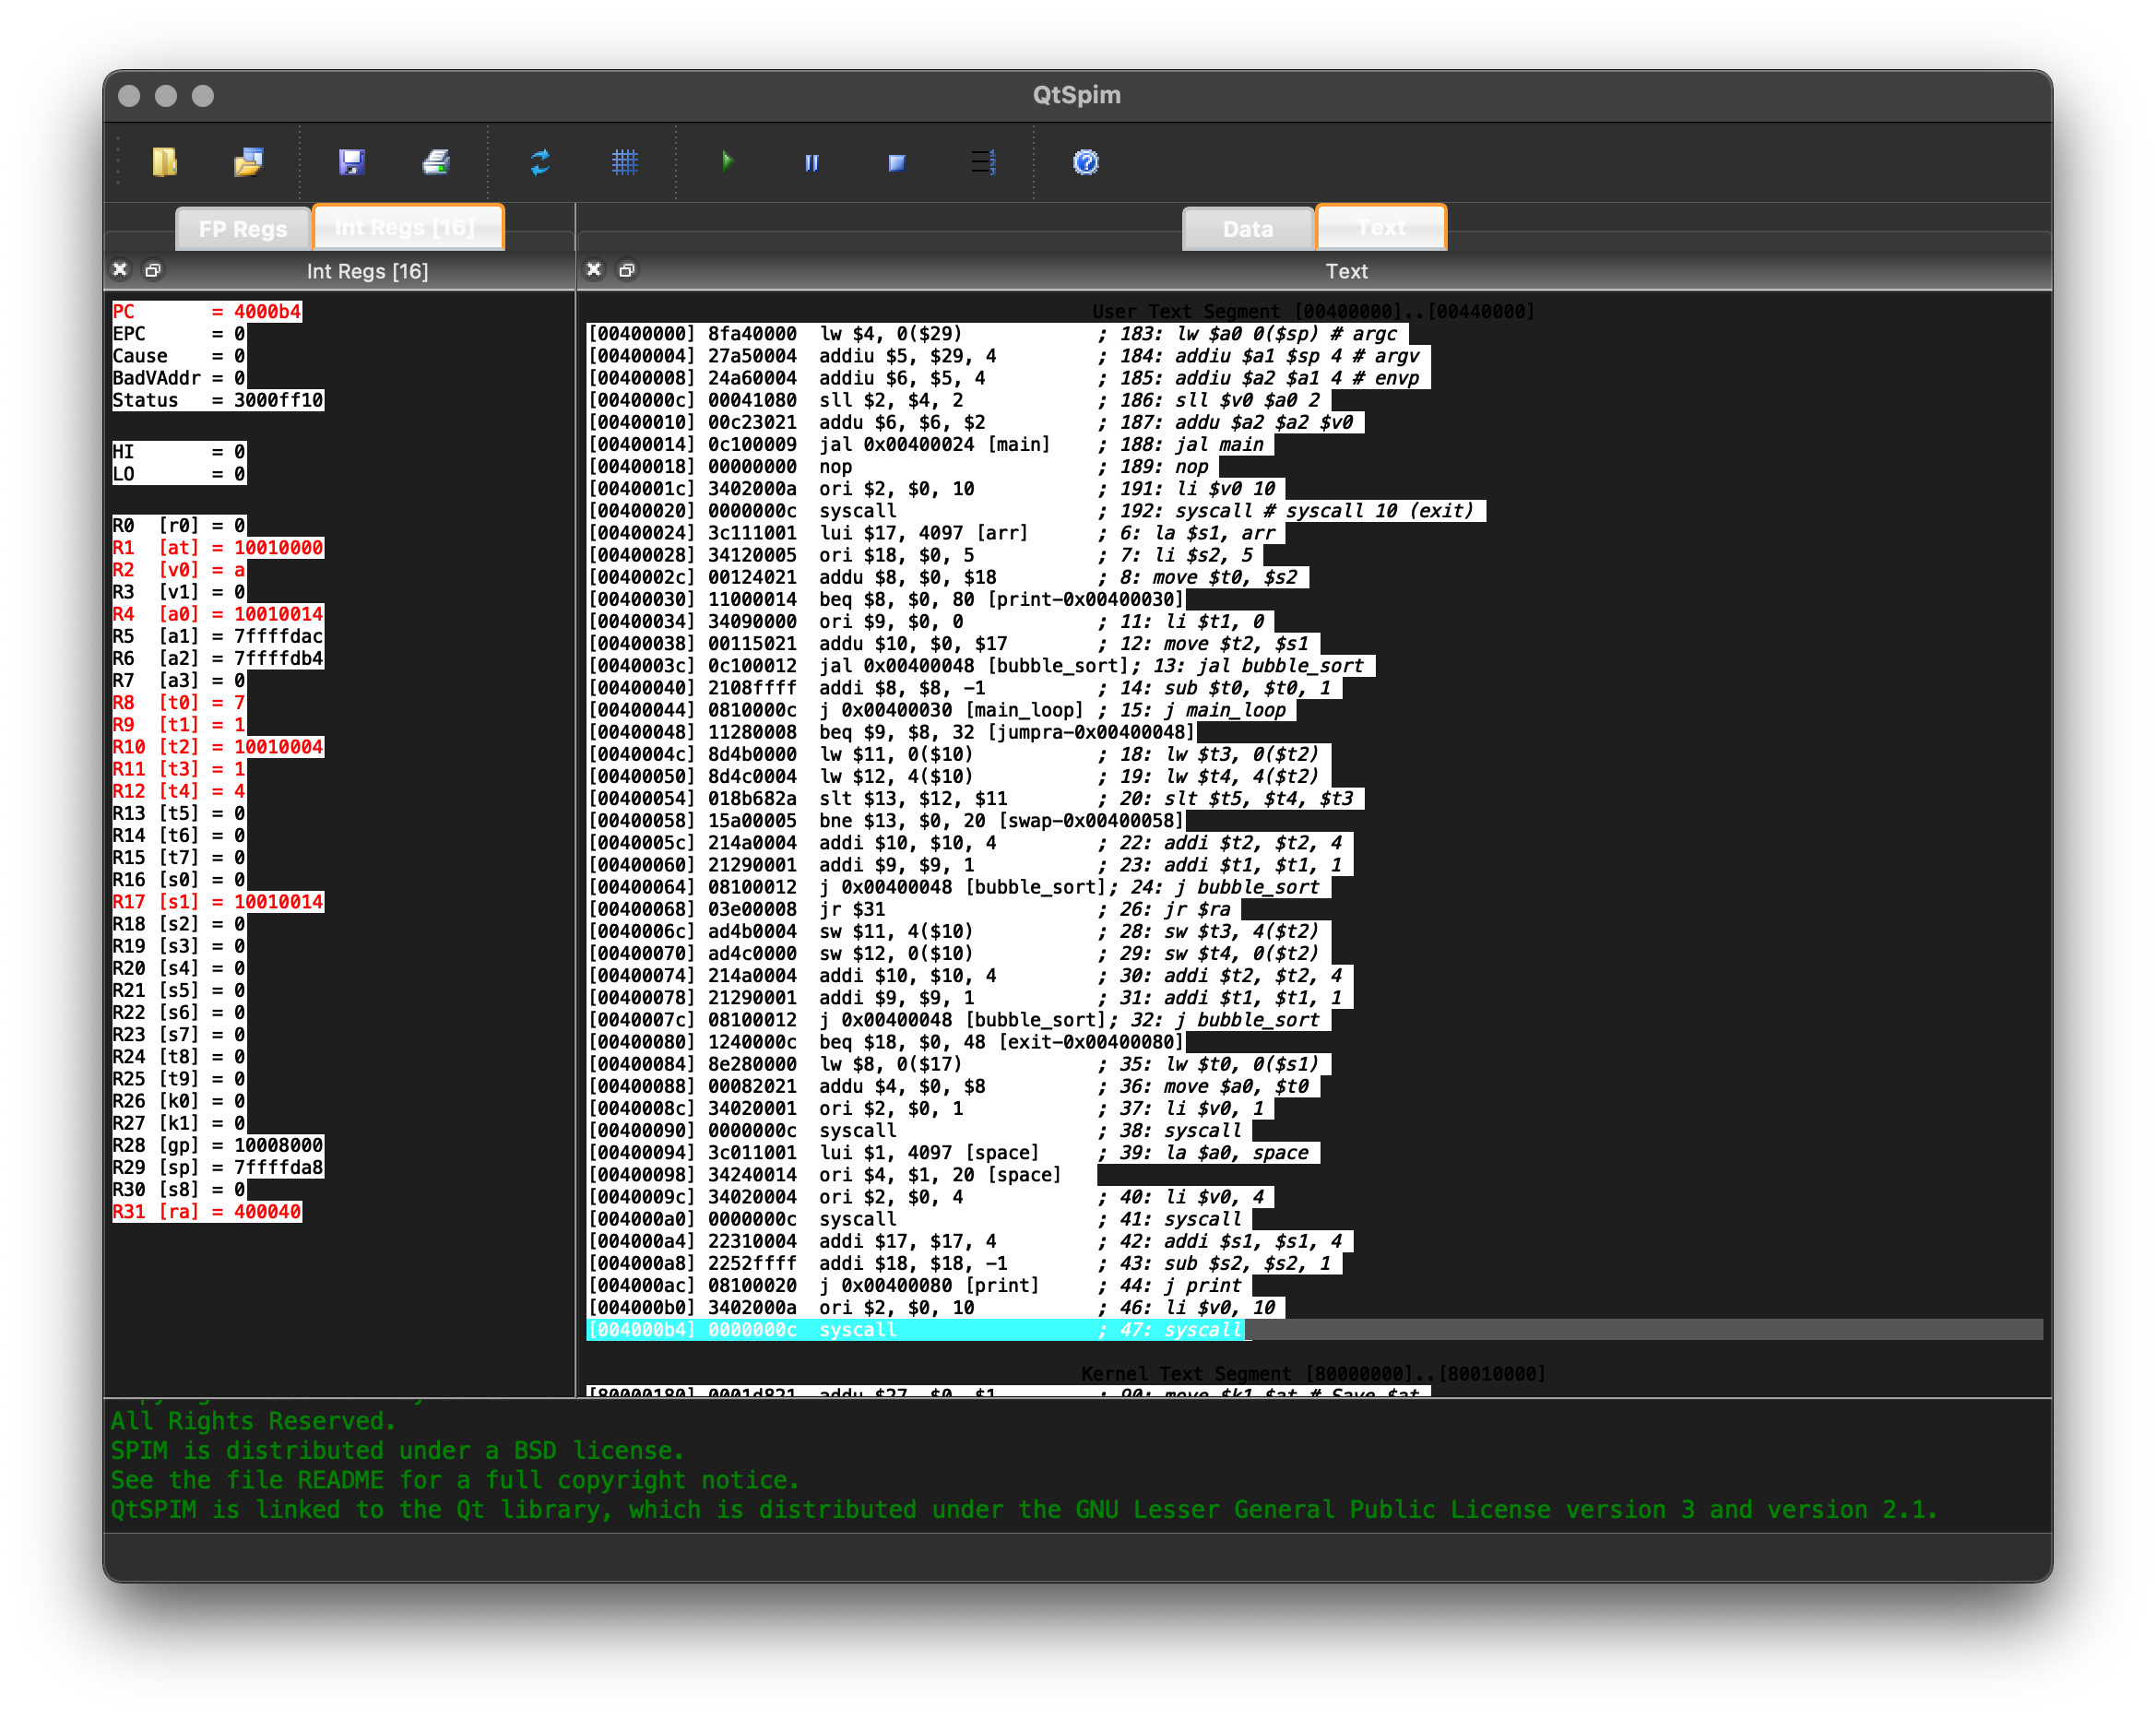 QtSpim
FP Regs
Int Regs [16]
Data
Text
Int Regs [16]
Text
PC       = 4000b4
EPC      = 0
Cause    = 0
BadVAddr = 0
Status   = 3000ff10
HI       = 0
LO       = 0
R0  [r0] = 0
R1  [at] = 10010000
R2  [v0] = a
R3  [v1] = 0
R4  [a0] = 10010014
R5  [a1] = 7ffffdac
R6  [a2] = 7ffffdb4
R7  [a3] = 0
R8  [t0] = 7
R9  [t1] = 1
R10 [t2] = 10010004
R11 [t3] = 1
R12 [t4] = 4
R13 [t5] = 0
R14 [t6] = 0
R15 [t7] = 0
R16 [s0] = 0
R17 [s1] = 10010014
R18 [s2] = 0
R19 [s3] = 0
R20 [s4] = 0
R21 [s5] = 0
R22 [s6] = 0
R23 [s7] = 0
R24 [t8] = 0
R25 [t9] = 0
R26 [k0] = 0
R27 [k1] = 0
R28 [gp] = 10008000
R29 [sp] = 7ffffda8
R30 [s8] = 0
R31 [ra] = 400040
User Text Segment [00400000]..[00440000]
[00400000] 8fa40000  lw $4, 0($29)            ; 183: lw $a0 0($sp) # argc
[00400004] 27a50004  addiu $5, $29, 4         ; 184: addiu $a1 $sp 4 # argv
[00400008] 24a60004  addiu $6, $5, 4          ; 185: addiu $a2 $a1 4 # envp
[0040000c] 00041080  sll $2, $4, 2            ; 186: sll $v0 $a0 2
[00400010] 00c23021  addu $6, $6, $2          ; 187: addu $a2 $a2 $v0
[00400014] 0c100009  jal 0x00400024 [main]    ; 188: jal main
[00400018] 00000000  nop                      ; 189: nop
[0040001c] 3402000a  ori $2, $0, 10           ; 191: li $v0 10
[00400020] 0000000c  syscall                  ; 192: syscall # syscall 10 (exit)
[00400024] 3c111001  lui $17, 4097 [arr]      ; 6: la $s1, arr
[00400028] 34120005  ori $18, $0, 5           ; 7: li $s2, 5
[0040002c] 00124021  addu $8, $0, $18         ; 8: move $t0, $s2
[00400030] 11000014  beq $8, $0, 80 [print-0x00400030]
[00400034] 34090000  ori $9, $0, 0            ; 11: li $t1, 0
[00400038] 00115021  addu $10, $0, $17        ; 12: move $t2, $s1
[0040003c] 0c100012  jal 0x00400048 [bubble_sort]; 13: jal bubble_sort
[00400040] 2108ffff  addi $8, $8, -1          ; 14: sub $t0, $t0, 1
[00400044] 0810000c  j 0x00400030 [main_loop] ; 15: j main_loop
[00400048] 11280008  beq $9, $8, 32 [jumpra-0x00400048]
[0040004c] 8d4b0000  lw $11, 0($10)           ; 18: lw $t3, 0($t2)
[00400050] 8d4c0004  lw $12, 4($10)           ; 19: lw $t4, 4($t2)
[00400054] 018b682a  slt $13, $12, $11        ; 20: slt $t5, $t4, $t3
[00400058] 15a00005  bne $13, $0, 20 [swap-0x00400058]
[0040005c] 214a0004  addi $10, $10, 4         ; 22: addi $t2, $t2, 4
[00400060] 21290001  addi $9, $9, 1           ; 23: addi $t1, $t1, 1
[00400064] 08100012  j 0x00400048 [bubble_sort]; 24: j bubble_sort
[00400068] 03e00008  jr $31                   ; 26: jr $ra
[0040006c] ad4b0004  sw $11, 4($10)           ; 28: sw $t3, 4($t2)
[00400070] ad4c0000  sw $12, 0($10)           ; 29: sw $t4, 0($t2)
[00400074] 214a0004  addi $10, $10, 4         ; 30: addi $t2, $t2, 4
[00400078] 21290001  addi $9, $9, 1           ; 31: addi $t1, $t1, 1
[0040007c] 08100012  j 0x00400048 [bubble_sort]; 32: j bubble_sort
[00400080] 1240000c  beq $18, $0, 48 [exit-0x00400080]
[00400084] 8e280000  lw $8, 0($17)            ; 35: lw $t0, 0($s1)
[00400088] 00082021  addu $4, $0, $8          ; 36: move $a0, $t0
[0040008c] 34020001  ori $2, $0, 1            ; 37: li $v0, 1
[00400090] 0000000c  syscall                  ; 38: syscall
[00400094] 3c011001  lui $1, 4097 [space]     ; 39: la $a0, space
[00400098] 34240014  ori $4, $1, 20 [space]
[0040009c] 34020004  ori $2, $0, 4            ; 40: li $v0, 4
[004000a0] 0000000c  syscall                  ; 41: syscall
[004000a4] 22310004  addi $17, $17, 4         ; 42: addi $s1, $s1, 4
[004000a8] 2252ffff  addi $18, $18, -1        ; 43: sub $s2, $s2, 1
[004000ac] 08100020  j 0x00400080 [print]     ; 44: j print
[004000b0] 3402000a  ori $2, $0, 10           ; 46: li $v0, 10
[004000b4] 0000000c  syscall                  ; 47: syscall
Kernel Text Segment [80000000]..[80010000]
[80000180] 0001d821  addu $27, $0, $1         ; 90: move $k1 $at # Save $at
All Rights Reserved.
SPIM is distributed under a BSD license.
See the file README for a full copyright notice.
QtSPIM is linked to the Qt library, which is distributed under the GNU Lesser General Public License version 3 and version 2.1.